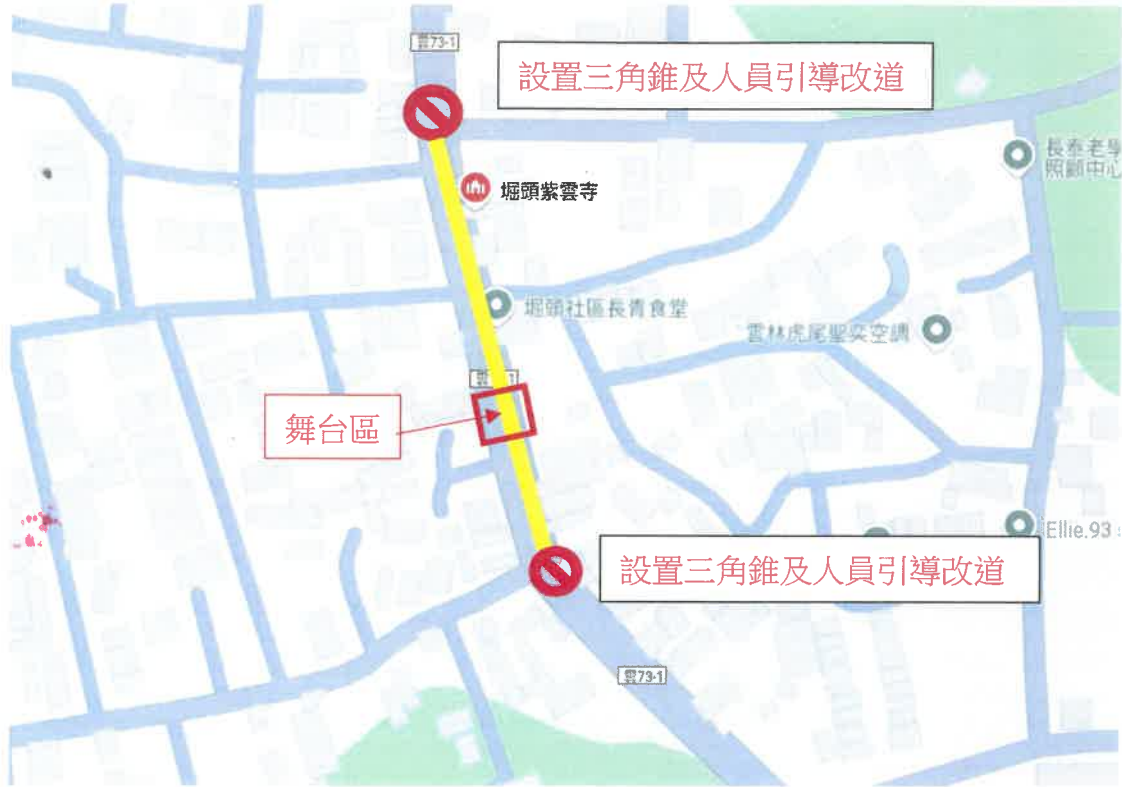 雲73-1
設置三角錐及人員引導改道
長泰老學
照顧中心
堀頭紫雲寺
堀頭社區長青食堂
雲林虎尾聖奕空調
舞台區
Ellie.93
設置三角錐及人員引導改道
雲73-1